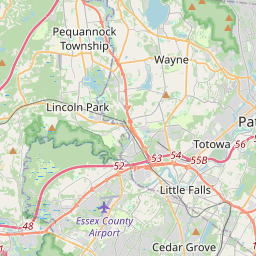 Pequannock
Township
Wayne
Lincoln Park
Pat
Totowa
56
54
53
55B
52
Little Falls
Essex County
Airport
48
Cedar Grove